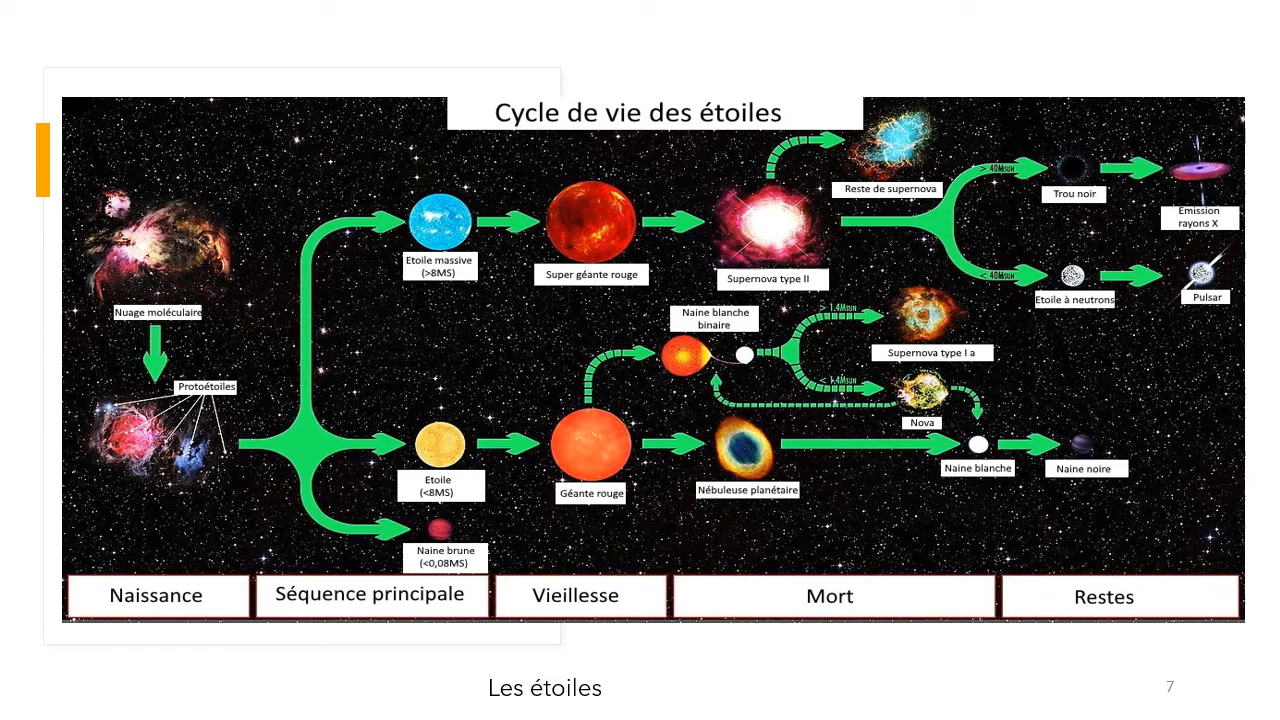 Cycle de vie des étoiles
Reste de supernova
> 40Msun
Trou noir
Emission
rayons X
Etoile massive
(>8MS)
Super géante rouge
Supernova type II
< 40Msun
Etoile à neutrons
Pulsar
Nuage moléculaire
Naine blanche
binaire
> 1.4Msun
Supernova type I a
Protoétoiles
< 1.4Msun
Nova
Etoile
(<8MS)
Géante rouge
Nébuleuse planétaire
Naine blanche
Naine noire
Naine brune
(<0,08MS)
Naissance
Séquence principale
Vieillesse
Mort
Restes
Les étoiles
7